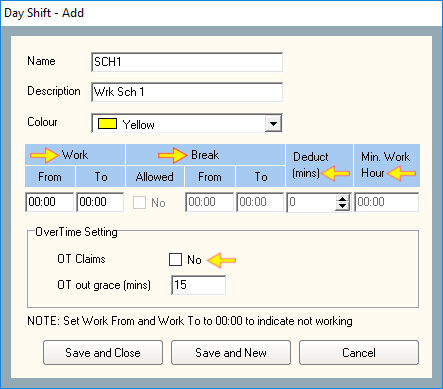 Day Shift - Add
Name SCH1
Description Wrk Sch 1
Colour Yellow
Work Break Deduct (mins) Min. Work Hour
From To Allowed From To
00:00 00:00 No 00:00 00:00 0 00:00
OverTime Setting
OT Claims No
OT out grace (mins) 15
NOTE: Set Work From and Work To to 00:00 to indicate not working
Save and Close Save and New Cancel